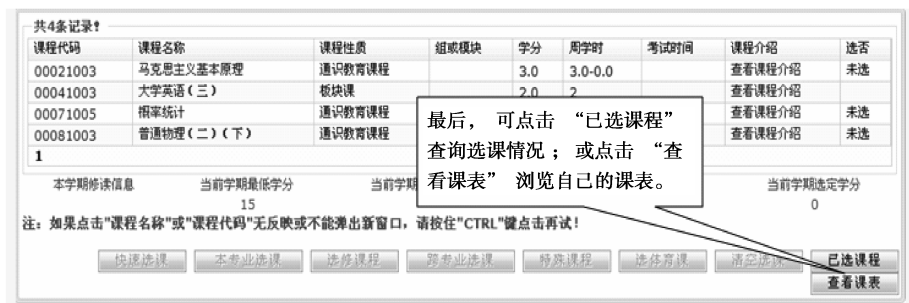 共4条记录!
课程代码 课程名称 课程性质 组或模块 学分 周学时 考试时间 课程介绍 选否
00021003 马克思主义基本原理 通识教育课程 3.0 3.0-0.0 查看课程介绍 未选
00041003 大学英语(三) 板块课 2.0 2 查看课程介绍
00071005 概率统计 通识教育课程 查看课程介绍 未选
00081003 普通物理(二)(下) 通识教育课程 查看课程介绍 未选
1
最后, 可点击 “已选课程”
查询选课情况; 或点击 “查
看课表” 浏览自己的课表。
本学期修读信息 当前学期最低学分 当前学期 当前学期选定学分
15 0
注: 如果点击"课程名称"或"课程代码"无反映或不能弹出新窗口, 请按住"CTRL"键点击再试!
快速选课 本专业选课 选修课程 跨专业选课 特殊课程 选体育课 清空选课 已选课程
查看课表